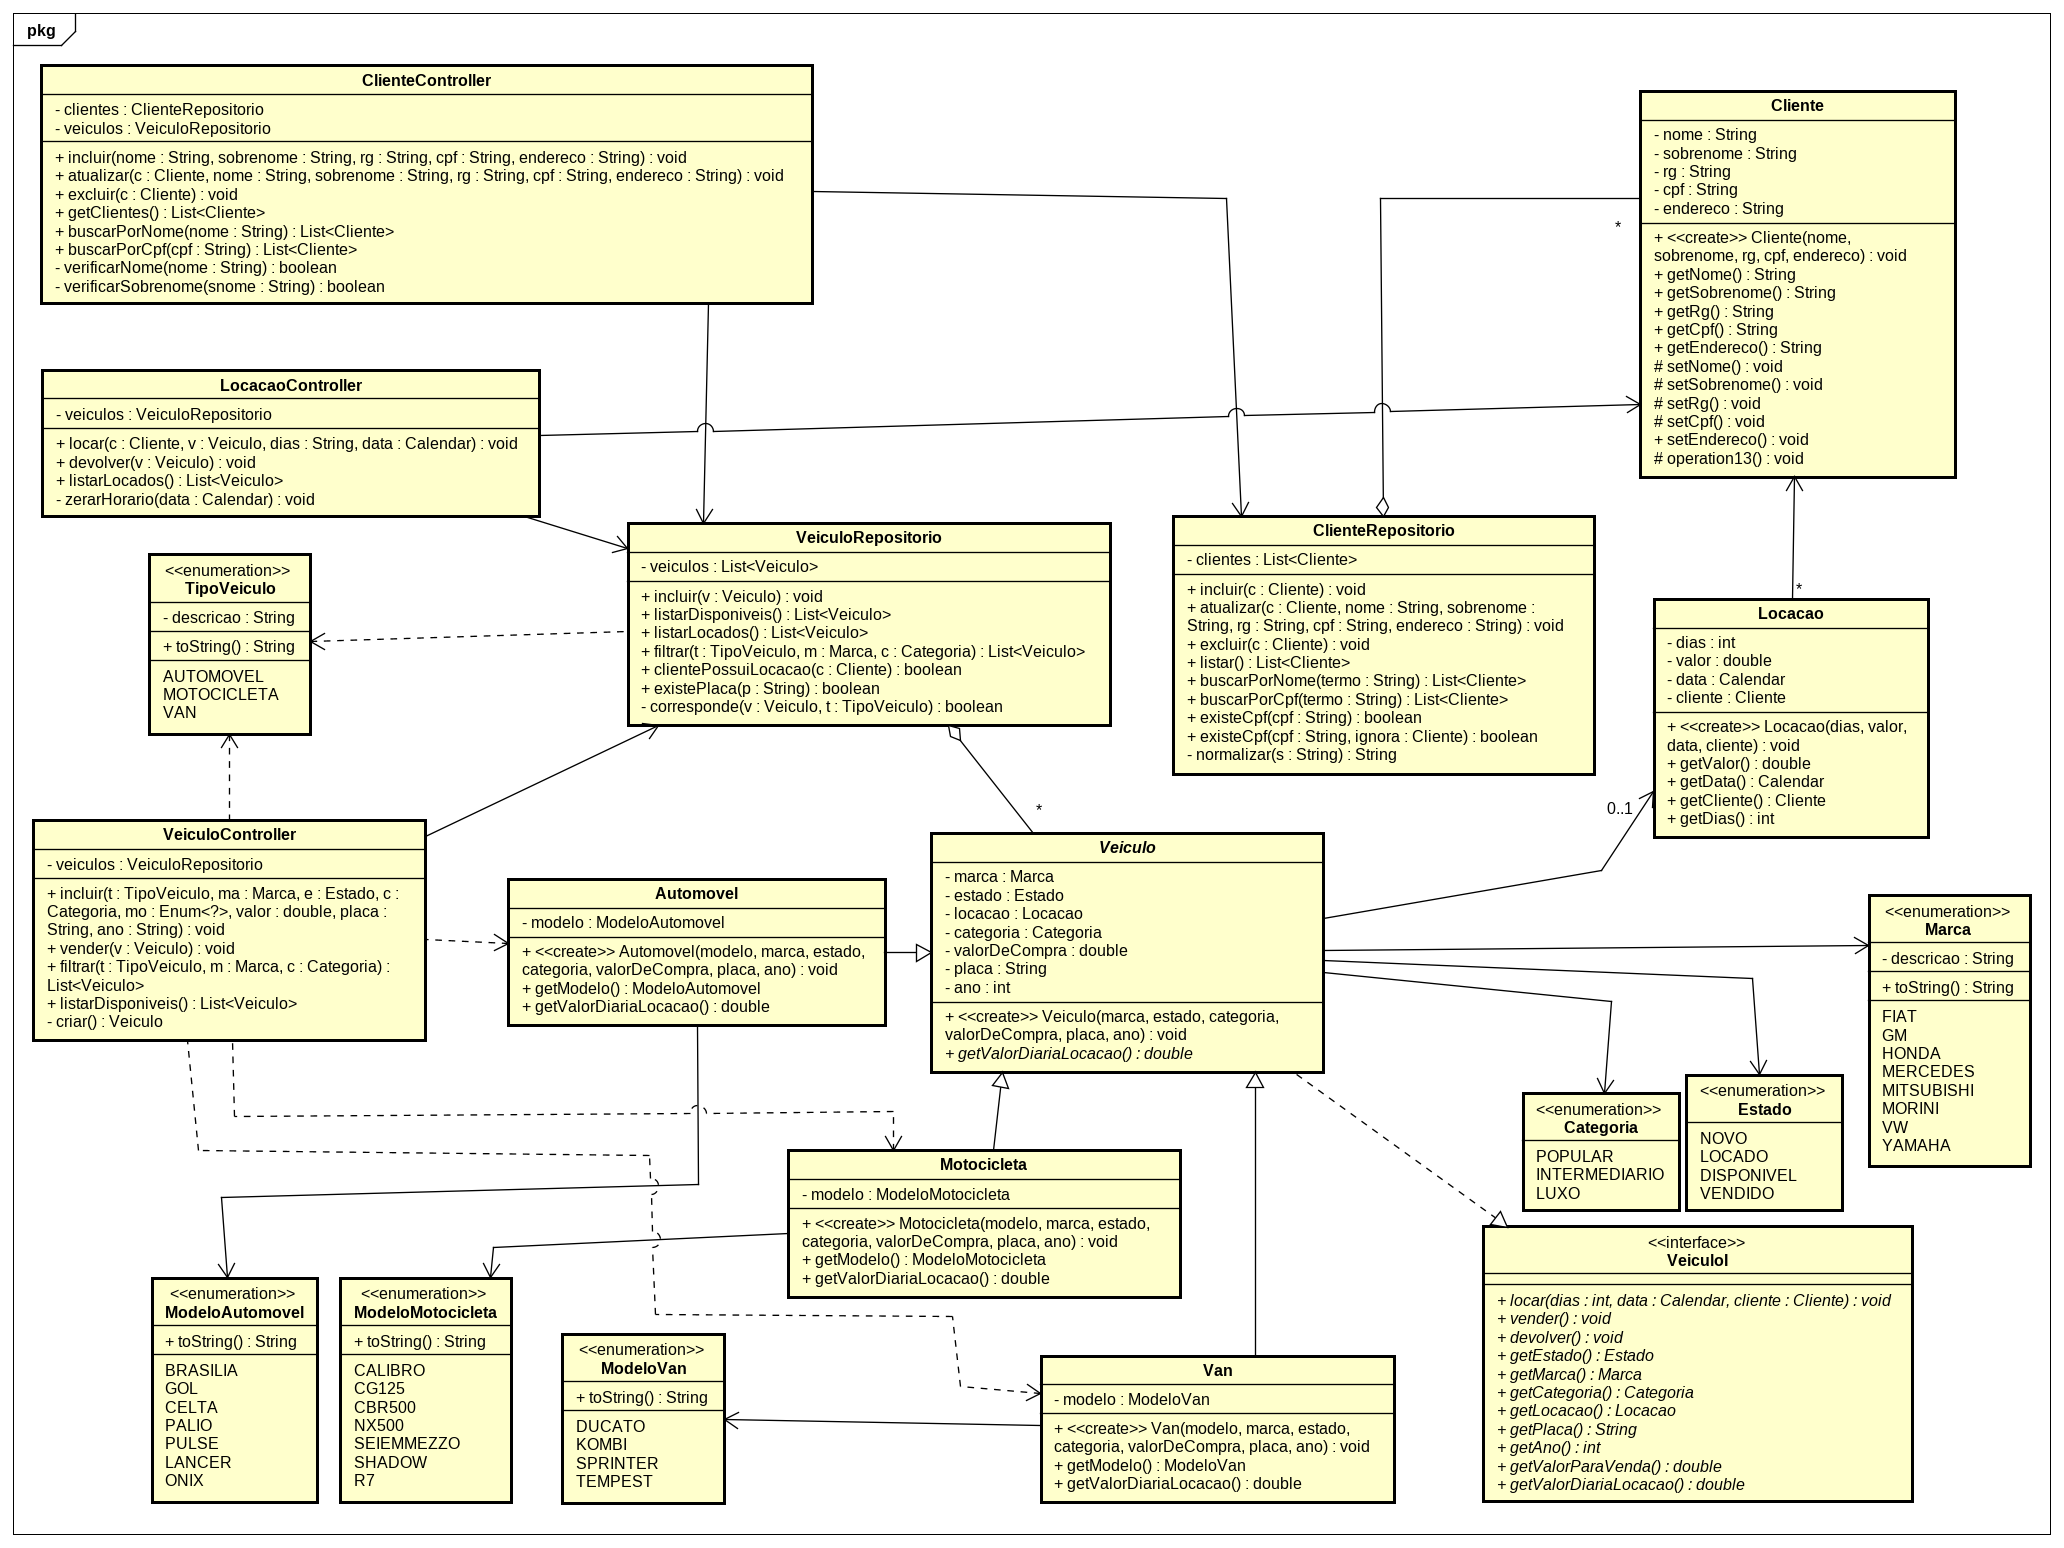 pkg
ClienteController
- clientes : ClienteRepositorio
- veiculos : VeiculoRepositorio
+ incluir(nome : String, sobrenome : String, rg : String, cpf : String, endereco : String) : void
+ atualizar(c : Cliente, nome : String, sobrenome : String, rg : String, cpf : String, endereco : String) : void
+ excluir(c : Cliente) : void
+ getClientes() : List<Cliente>
+ buscarPorNome(nome : String) : List<Cliente>
+ buscarPorCpf(cpf : String) : List<Cliente>
- verificarNome(nome : String) : boolean
- verificarSobrenome(snome : String) : boolean
Cliente
- nome : String
- sobrenome : String
- rg : String
- cpf : String
- endereco : String
+ <<create>> Cliente(nome,
sobrenome, rg, cpf, endereco) : void
+ getNome() : String
+ getSobrenome() : String
+ getRg() : String
+ getCpf() : String
+ getEndereco() : String
# setNome() : void
# setSobrenome() : void
# setRg() : void
# setCpf() : void
+ setEndereco() : void
# operation13() : void
*
LocacaoController
- veiculos : VeiculoRepositorio
+ locar(c : Cliente, v : Veiculo, dias : String, data : Calendar) : void
+ devolver(v : Veiculo) : void
+ listarLocados() : List<Veiculo>
- zerarHorario(data : Calendar) : void
VeiculoRepositorio
- veiculos : List<Veiculo>
+ incluir(v : Veiculo) : void
+ listarDisponiveis() : List<Veiculo>
+ listarLocados() : List<Veiculo>
+ filtrar(t : TipoVeiculo, m : Marca, c : Categoria) : List<Veiculo>
+ clientePossuiLocacao(c : Cliente) : boolean
+ existePlaca(p : String) : boolean
- corresponde(v : Veiculo, t : TipoVeiculo) : boolean
*
ClienteRepositorio
- clientes : List<Cliente>
+ incluir(c : Cliente) : void
+ atualizar(c : Cliente, nome : String, sobrenome :
String, rg : String, cpf : String, endereco : String) : void
+ excluir(c : Cliente) : void
+ listar() : List<Cliente>
+ buscarPorNome(termo : String) : List<Cliente>
+ buscarPorCpf(termo : String) : List<Cliente>
+ existeCpf(cpf : String) : boolean
+ existeCpf(cpf : String, ignora : Cliente) : boolean
- normalizar(s : String) : String
<<enumeration>>
TipoVeiculo
- descricao : String
+ toString() : String
AUTOMOVEL
MOTOCICLETA
VAN
*
Locacao
- dias : int
- valor : double
- data : Calendar
- cliente : Cliente
+ <<create>> Locacao(dias, valor,
data, cliente) : void
+ getValor() : double
+ getData() : Calendar
+ getCliente() : Cliente
+ getDias() : int
0..1
VeiculoController
- veiculos : VeiculoRepositorio
+ incluir(t : TipoVeiculo, ma : Marca, e : Estado, c :
Categoria, mo : Enum<?>, valor : double, placa :
String, ano : String) : void
+ vender(v : Veiculo) : void
+ filtrar(t : TipoVeiculo, m : Marca, c : Categoria) :
List<Veiculo>
+ listarDisponiveis() : List<Veiculo>
- criar() : Veiculo
Automovel
- modelo : ModeloAutomovel
+ <<create>> Automovel(modelo, marca, estado,
categoria, valorDeCompra, placa, ano) : void
+ getModelo() : ModeloAutomovel
+ getValorDiariaLocacao() : double
Veiculo
- marca : Marca
- estado : Estado
- locacao : Locacao
- categoria : Categoria
- valorDeCompra : double
- placa : String
- ano : int
+ <<create>> Veiculo(marca, estado, categoria,
valorDeCompra, placa, ano) : void
+ getValorDiariaLocacao() : double
<<enumeration>>
Marca
- descricao : String
+ toString() : String
FIAT
GM
HONDA
MERCEDES
MITSUBISHI
MORINI
VW
YAMAHA
<<enumeration>>
Categoria
POPULAR
INTERMEDIARIO
LUXO
<<enumeration>>
Estado
NOVO
LOCADO
DISPONIVEL
VENDIDO
Motocicleta
- modelo : ModeloMotocicleta
+ <<create>> Motocicleta(modelo, marca, estado,
categoria, valorDeCompra, placa, ano) : void
+ getModelo() : ModeloMotocicleta
+ getValorDiariaLocacao() : double
<<interface>>
VeiculoI
+ locar(dias : int, data : Calendar, cliente : Cliente) : void
+ vender() : void
+ devolver() : void
+ getEstado() : Estado
+ getMarca() : Marca
+ getCategoria() : Categoria
+ getLocacao() : Locacao
+ getPlaca() : String
+ getAno() : int
+ getValorParaVenda() : double
+ getValorDiariaLocacao() : double
<<enumeration>>
ModeloAutomovel
+ toString() : String
BRASILIA
GOL
CELTA
PALIO
PULSE
LANCER
ONIX
<<enumeration>>
ModeloMotocicleta
+ toString() : String
CALIBRO
CG125
CBR500
NX500
SEIEMMEZZO
SHADOW
R7
<<enumeration>>
ModeloVan
+ toString() : String
DUCATO
KOMBI
SPRINTER
TEMPEST
Van
- modelo : ModeloVan
+ <<create>> Van(modelo, marca, estado,
categoria, valorDeCompra, placa, ano) : void
+ getModelo() : ModeloVan
+ getValorDiariaLocacao() : double